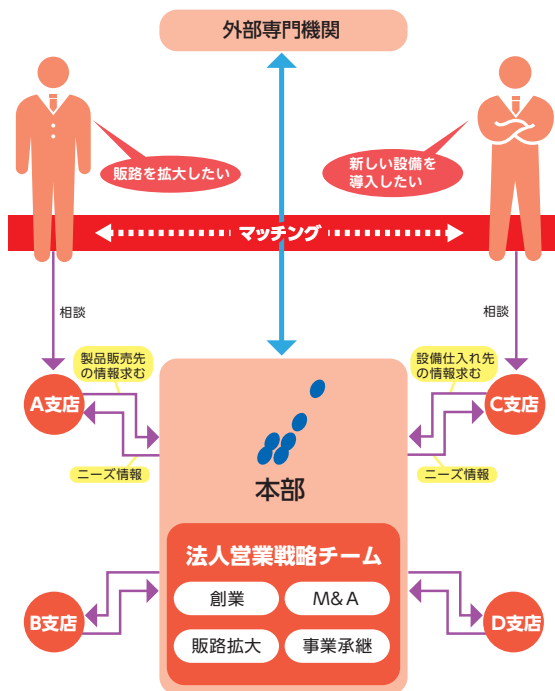 外部専門機関
販路を拡大したい
新しい設備を
導入したい
マッチング
相談
相談
製品販売先
の情報求む
設備仕入れ先
の情報求む
A支店
C支店
ニーズ情報
ニーズ情報
本部
法人営業戦略チーム
創業
M&A
販路拡大
事業承継
B支店
D支店